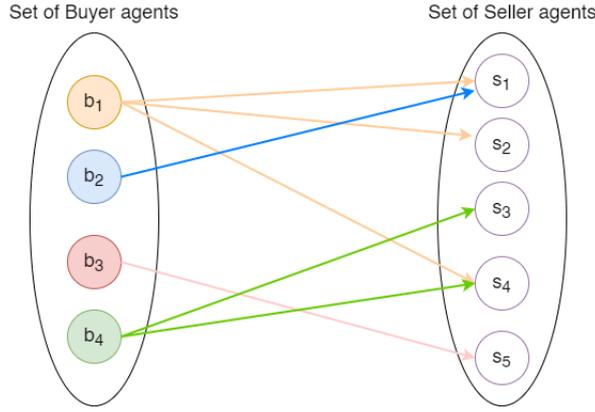 Set of Buyer agents
Set of Seller agents
b1
b2
b3
b4
s1
s2
s3
s4
s5